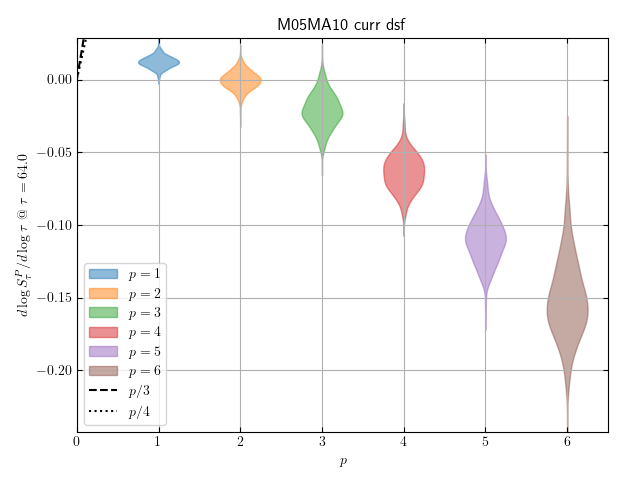 M05MA10 curr dsf
d log S_τ^p / d log τ @ τ = 64.0
0.00
−0.05
−0.10
−0.15
−0.20
p = 1
p = 2
p = 3
p = 4
p = 5
p = 6
p/3
p/4
0 1 2 3 4 5 6
p